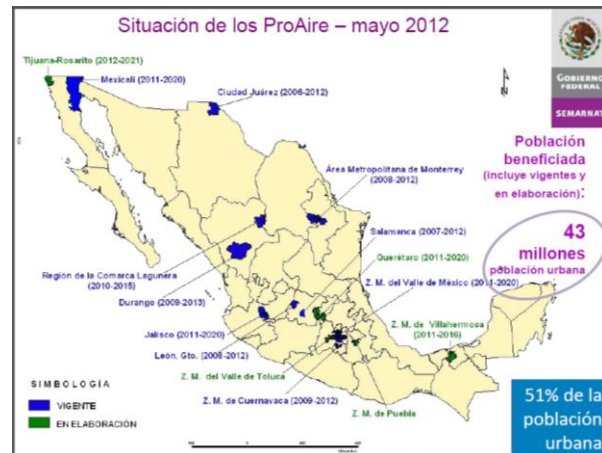 Situación de los ProAire – mayo 2012
Tijuana-Rosarito (2012-2021)
Mexicali (2011-2020)
Ciudad Juárez (2006-2012)
GOBIERNO
FEDERAL
SEMARNAT
Población
beneficiada
(incluye vigentes y
en elaboración):
43
millones
población urbana
Área Metropolitana de Monterrey
(2008-2012)
Salamanca (2007-2012)
Querétaro (2011-2020)
Z. M. del Valle de México (2011-2020)
Región de la Comarca Lagunera
(2010-2015)
Durango (2009-2013)
Jalisco (2011-2020)
León, Gto. (2008-2012)
Z. M. de Villahermosa
(2011-2016)
Z. M. del Valle de Toluca
Z. M. de Cuernavaca (2009-2012)
Z. M. de Puebla
SIMBOLOGÍA
VIGENTE
EN ELABORACIÓN
51% de la
población
urbana